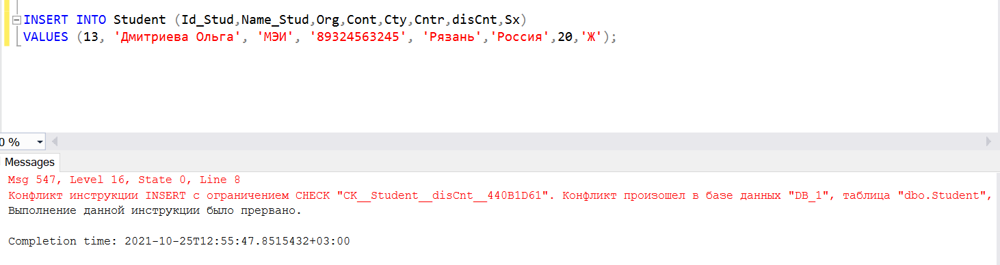 INSERT INTO Student (Id_Stud,Name_Stud,Org,Cont,Cty,Cntr,disCnt,Sx)
VALUES (13, 'Дмитриева Ольга', 'МЭИ', '89324563245', 'Рязань','Россия',20,'Ж');
0 %
Messages
Msg 547, Level 16, State 0, Line 8
Конфликт инструкции INSERT с ограничением CHECK "CK__Student__disCnt__440B1D61". Конфликт произошел в базе данных "DB_1", таблица "dbo.Student",
Выполнение данной инструкции было прервано.
Completion time: 2021-10-25T12:55:47.8515432+03:00